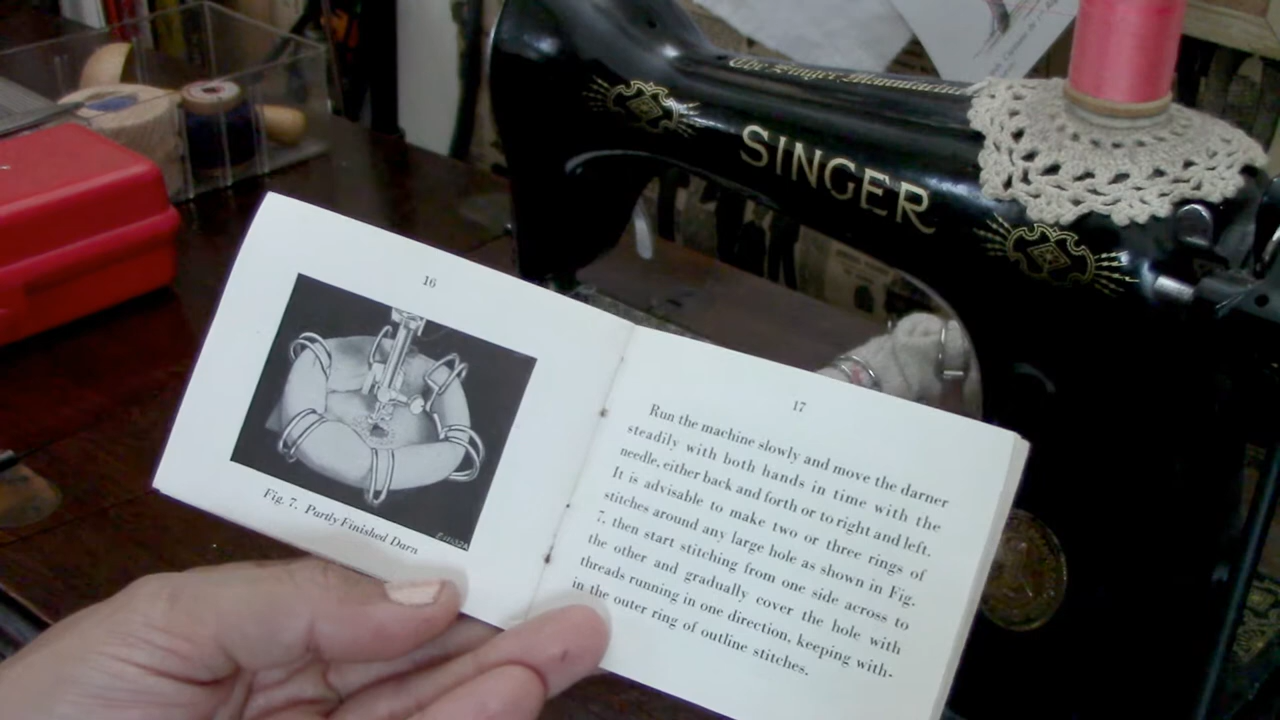 The Singer Manufacturing
SINGER
16
Fig. 7. Partly Finished Darn
17
Run the machine slowly and move the darner
steadily with both hands in time with the
needle, either back and forth or to right and left.
It is advisable to make two or three rings of
stitches around any large hole as shown in Fig.
7, then start stitching from one side across to
the other and gradually cover the hole with
threads running in one direction, keeping with-
in the outer ring of outline stitches.